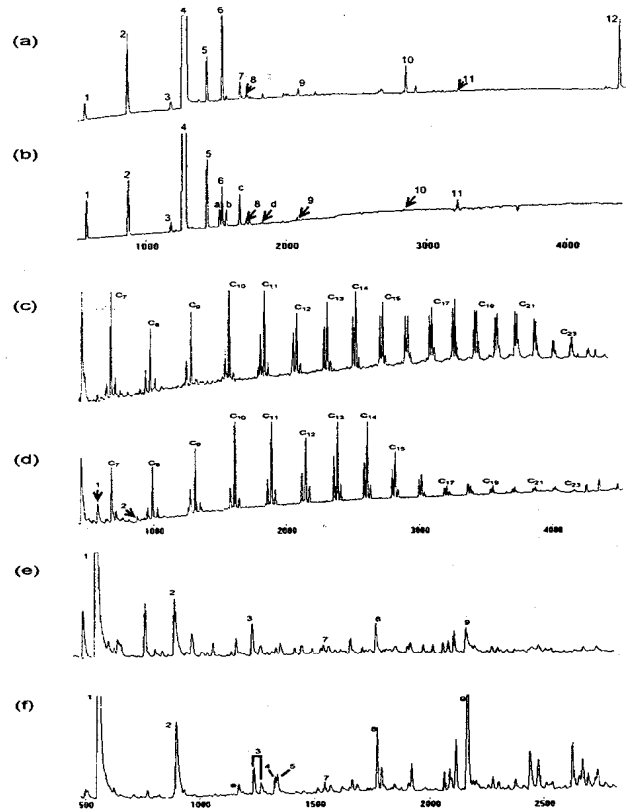 (a)
1 2 3 4 5 6 7 8 9 10 11 12
(b)
1 2 3 4 5 a 6 b c 8 d 9 10 11
1000 2000 3000 4000
(c)
C7 C8 C9 C10 C11 C12 C13 C14 C15 C17 C19 C21 C23
(d)
1 C7 2 C8 C9 C10 C11 C12 C13 C14 C15 C17 C19 C21 C23
1000 2000 3000 4000
(e)
1 2 3 7 8 9
(f)
1 2 e 3 4 5 7 8 9
500 1000 1500 2000 2500